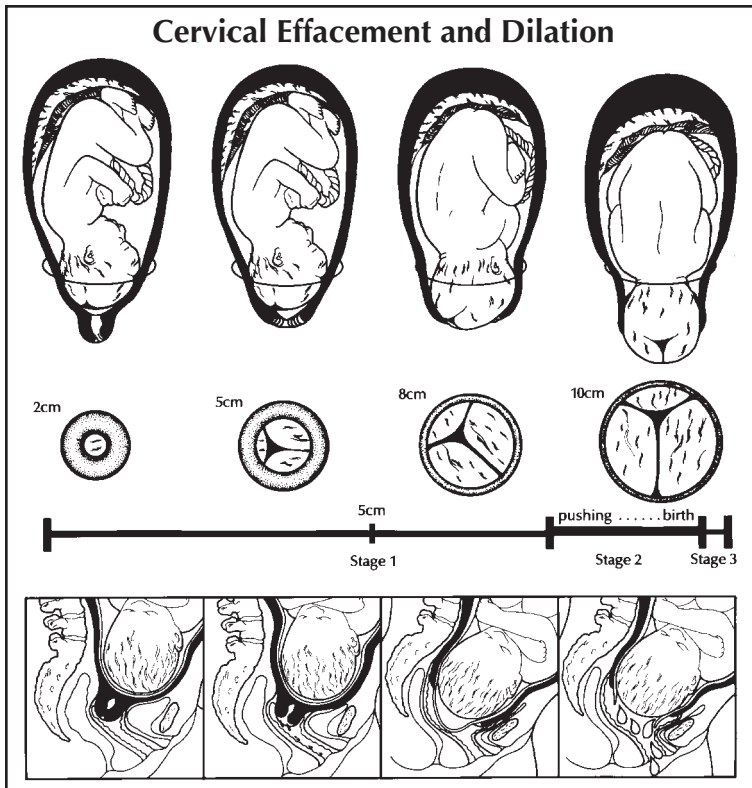 Cervical Effacement and Dilation
2cm
5cm
8cm
10cm
5cm
pushing ......birth
Stage 1
Stage 2
Stage 3